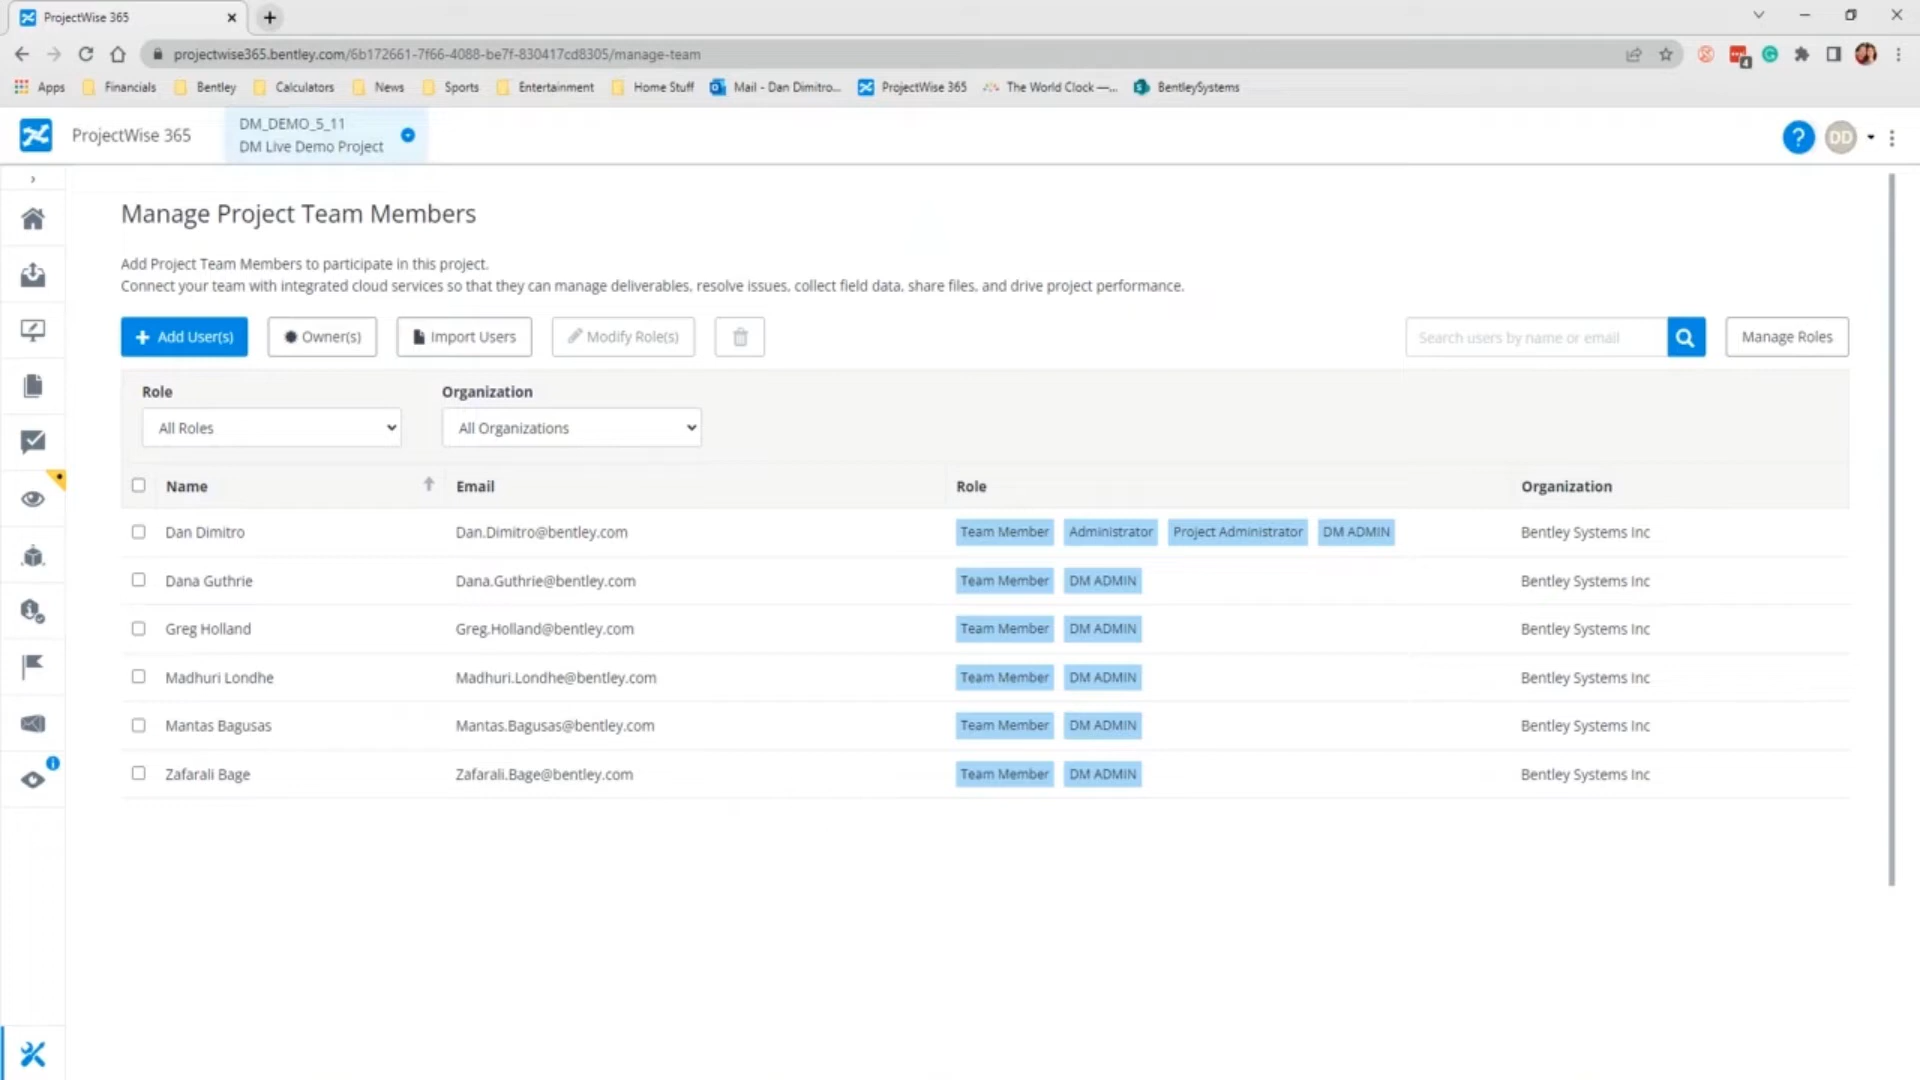 ProjectWise 365
projectwise365.bentley.com/6b172661-7f66-4088-be7f-830417cd8305/manage-team
Apps Financials Bentley Calculators News Sports Entertainment Home Stuff Mail - Dan Dimitro... ProjectWise 365 The World Clock —... BentleySystems
ProjectWise 365
DM_DEMO_5_11
DM Live Demo Project
? DD
Manage Project Team Members
Add Project Team Members to participate in this project.
Connect your team with integrated cloud services so that they can manage deliverables, resolve issues, collect field data, share files, and drive project performance.
+ Add User(s) Owner(s) Import Users Modify Role(s) Search users by name or email Manage Roles
Role Organization
All Roles All Organizations
Name Email Role Organization
Dan Dimitro Dan.Dimitro@bentley.com Team Member Administrator Project Administrator DM ADMIN Bentley Systems Inc
Dana Guthrie Dana.Guthrie@bentley.com Team Member DM ADMIN Bentley Systems Inc
Greg Holland Greg.Holland@bentley.com Team Member DM ADMIN Bentley Systems Inc
Madhuri Londhe Madhuri.Londhe@bentley.com Team Member DM ADMIN Bentley Systems Inc
Mantas Bagusas Mantas.Bagusas@bentley.com Team Member DM ADMIN Bentley Systems Inc
Zafarali Bage Zafarali.Bage@bentley.com Team Member DM ADMIN Bentley Systems Inc